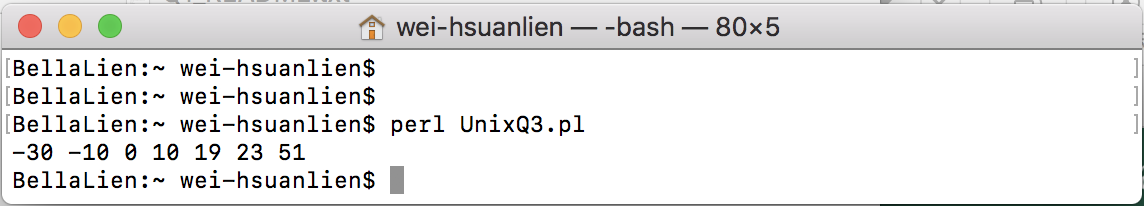 wei-hsuanlien — -bash — 80×5
[BellaLien:~ wei-hsuanlien$ ]
[BellaLien:~ wei-hsuanlien$ ]
[BellaLien:~ wei-hsuanlien$ perl UnixQ3.pl ]
-30 -10 0 10 19 23 51
BellaLien:~ wei-hsuanlien$